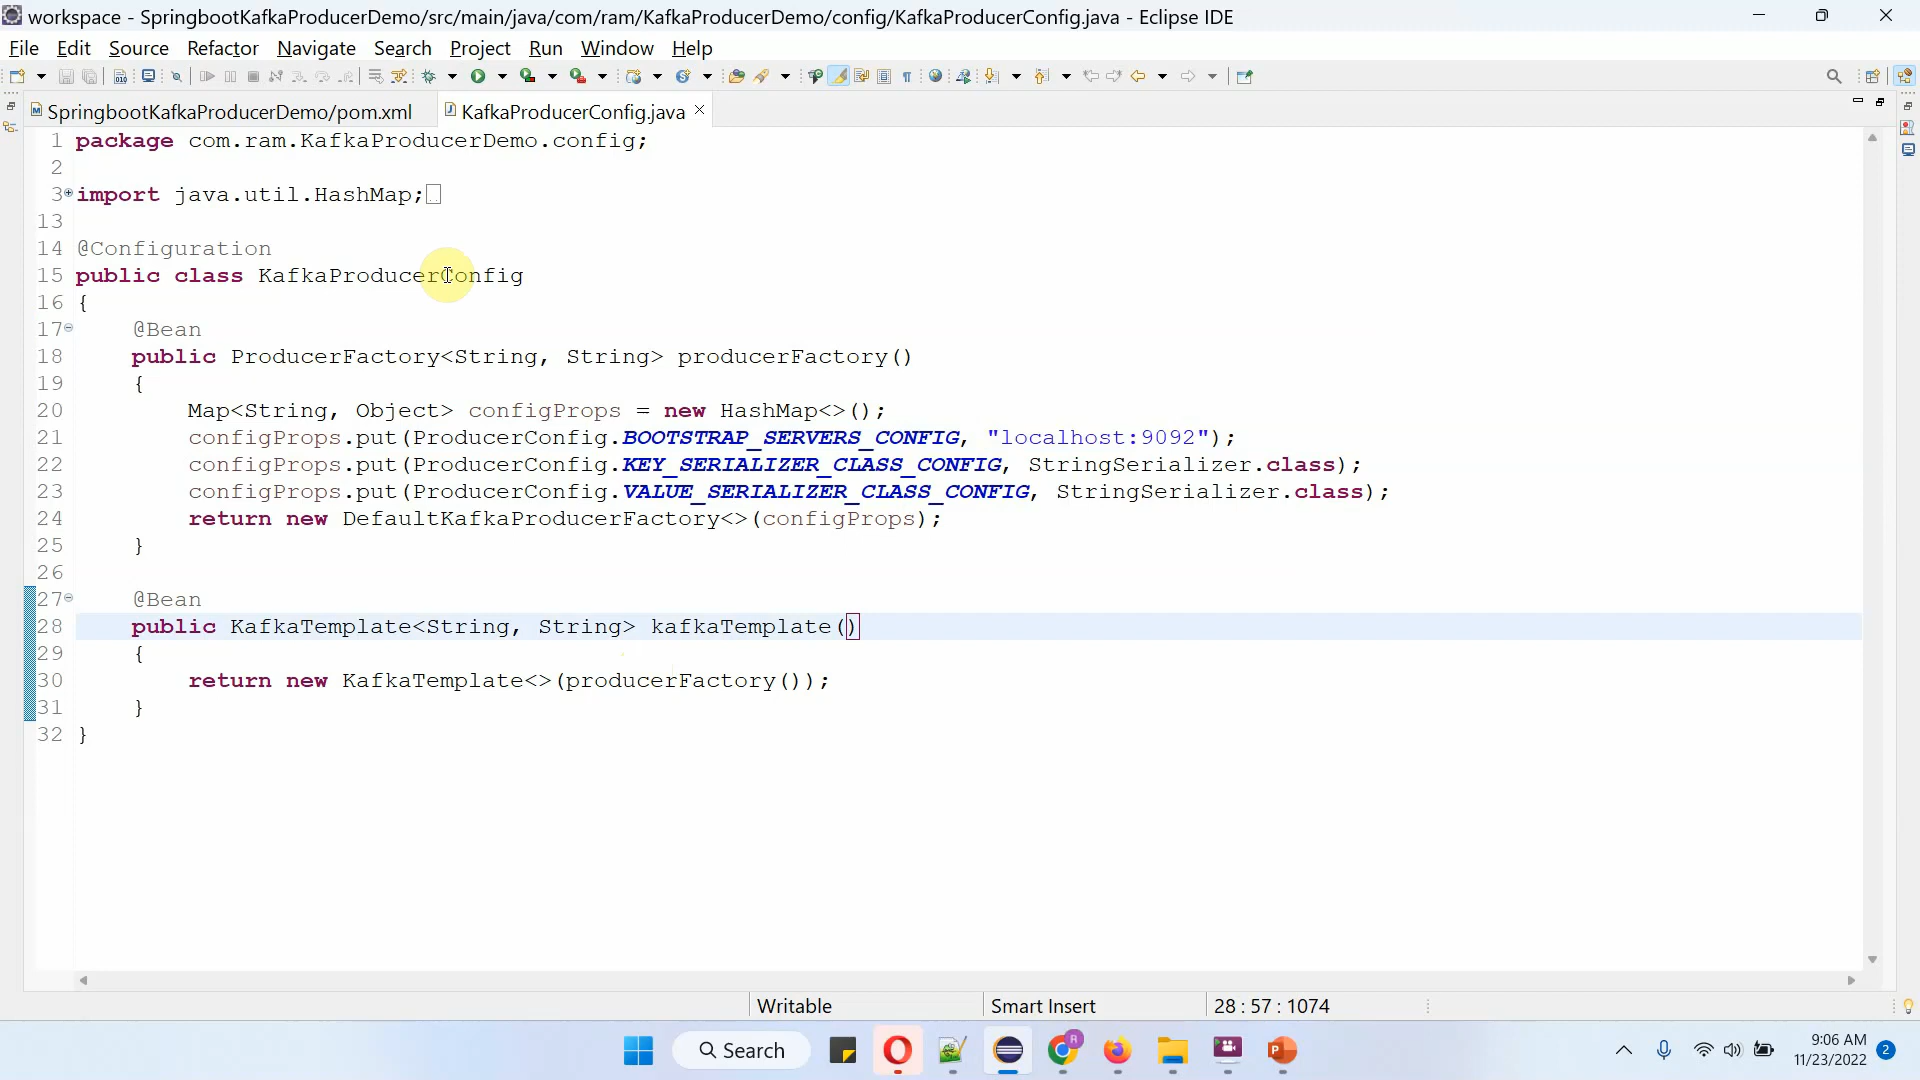 workspace - SpringbootKafkaProducerDemo/src/main/java/com/ram/KafkaProducerDemo/config/KafkaProducerConfig.java - Eclipse IDE
File Edit Source Refactor Navigate Search Project Run Window Help
SpringbootKafkaProducerDemo/pom.xml KafkaProducerConfig.java
1 package com.ram.KafkaProducerDemo.config;
2
3 import java.util.HashMap;
13
14 @Configuration
15 public class KafkaProducerConfig
16 {
17 @Bean
18 public ProducerFactory<String, String> producerFactory()
19 {
20 Map<String, Object> configProps = new HashMap<>();
21 configProps.put(ProducerConfig.BOOTSTRAP_SERVERS_CONFIG, "localhost:9092");
22 configProps.put(ProducerConfig.KEY_SERIALIZER_CLASS_CONFIG, StringSerializer.class);
23 configProps.put(ProducerConfig.VALUE_SERIALIZER_CLASS_CONFIG, StringSerializer.class);
24 return new DefaultKafkaProducerFactory<>(configProps);
25 }
26
27 @Bean
28 public KafkaTemplate<String, String> kafkaTemplate()
29 {
30 return new KafkaTemplate<>(producerFactory());
31 }
32 }
Writable Smart Insert 28 : 57 : 1074
Search
9:06 AM
11/23/2022 2